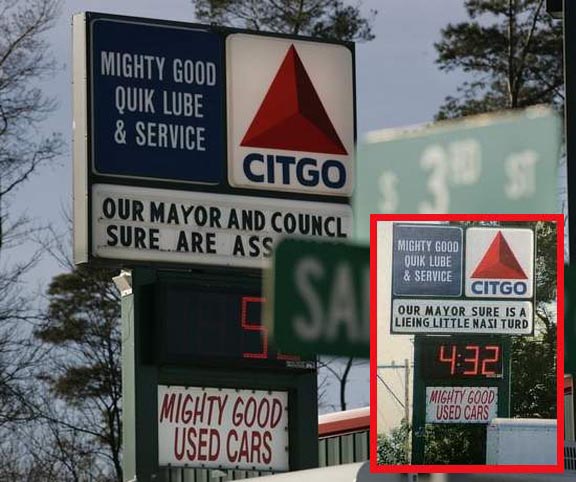 MIGHTY GOOD
QUIK LUBE
& SERVICE
CITGO
OUR MAYOR AND COUNCL
SURE ARE ASS
S 3RD ST
SA
5
MIGHTY GOOD
USED CARS
MIGHTY GOOD
QUIK LUBE
& SERVICE
CITGO
OUR MAYOR SURE IS A
LIEING LITTLE NASI TURD
4:32
MIGHTY GOOD
USED CARS